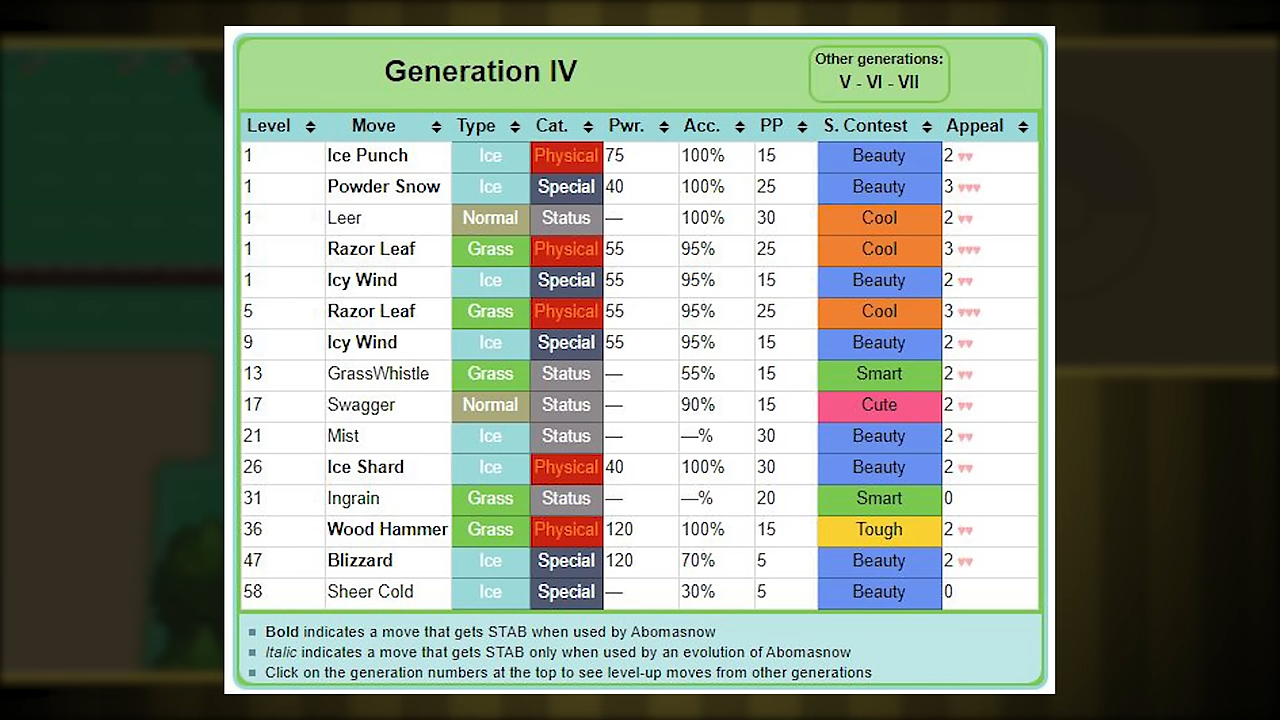 Generation IV
Other generations:
V - VI - VII
Level Move Type Cat. Pwr. Acc. PP S. Contest Appeal
1 Ice Punch Ice Physical 75 100% 15 Beauty 2 ♥♥
1 Powder Snow Ice Special 40 100% 25 Beauty 3 ♥♥♥
1 Leer Normal Status — 100% 30 Cool 2 ♥♥
1 Razor Leaf Grass Physical 55 95% 25 Cool 3 ♥♥♥
1 Icy Wind Ice Special 55 95% 15 Beauty 2 ♥♥
5 Razor Leaf Grass Physical 55 95% 25 Cool 3 ♥♥♥
9 Icy Wind Ice Special 55 95% 15 Beauty 2 ♥♥
13 GrassWhistle Grass Status — 55% 15 Smart 2 ♥♥
17 Swagger Normal Status — 90% 15 Cute 2 ♥♥
21 Mist Ice Status — —% 30 Beauty 2 ♥♥
26 Ice Shard Ice Physical 40 100% 30 Beauty 2 ♥♥
31 Ingrain Grass Status — —% 20 Smart 0
36 Wood Hammer Grass Physical 120 100% 15 Tough 2 ♥♥
47 Blizzard Ice Special 120 70% 5 Beauty 2 ♥♥
58 Sheer Cold Ice Special — 30% 5 Beauty 0
Bold indicates a move that gets STAB when used by Abomasnow
Italic indicates a move that gets STAB only when used by an evolution of Abomasnow
Click on the generation numbers at the top to see level-up moves from other generations